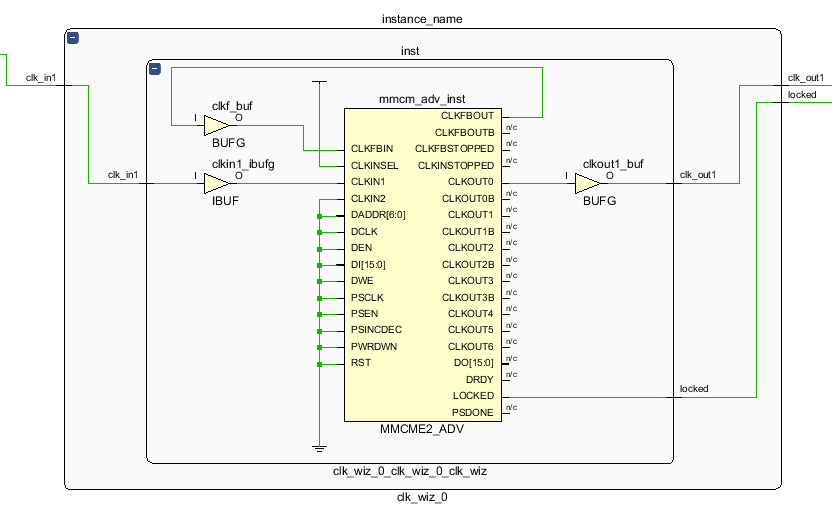 instance_name
inst
clk_in1
clk_out1
locked
mmcm_adv_inst
clkf_buf
I
O
BUFG
clkin1_ibufg
clk_in1
I
O
IBUF
CLKFBIN
CLKINSEL
CLKIN1
CLKIN2
DADDR[6:0]
DCLK
DEN
DI[15:0]
DWE
PSCLK
PSEN
PSINCDEC
PWRDWN
RST
CLKFBOUT
CLKFBOUTB n/c
CLKFBSTOPPED n/c
CLKINSTOPPED n/c
CLKOUT0
CLKOUT0B n/c
CLKOUT1 n/c
CLKOUT1B n/c
CLKOUT2 n/c
CLKOUT2B n/c
CLKOUT3 n/c
CLKOUT3B n/c
CLKOUT4 n/c
CLKOUT5 n/c
CLKOUT6 n/c
DO[15:0] n/c
DRDY n/c
LOCKED
PSDONE n/c
MMCME2_ADV
clkout1_buf
I
O
BUFG
clk_out1
locked
clk_wiz_0_clk_wiz_0_clk_wiz
clk_wiz_0